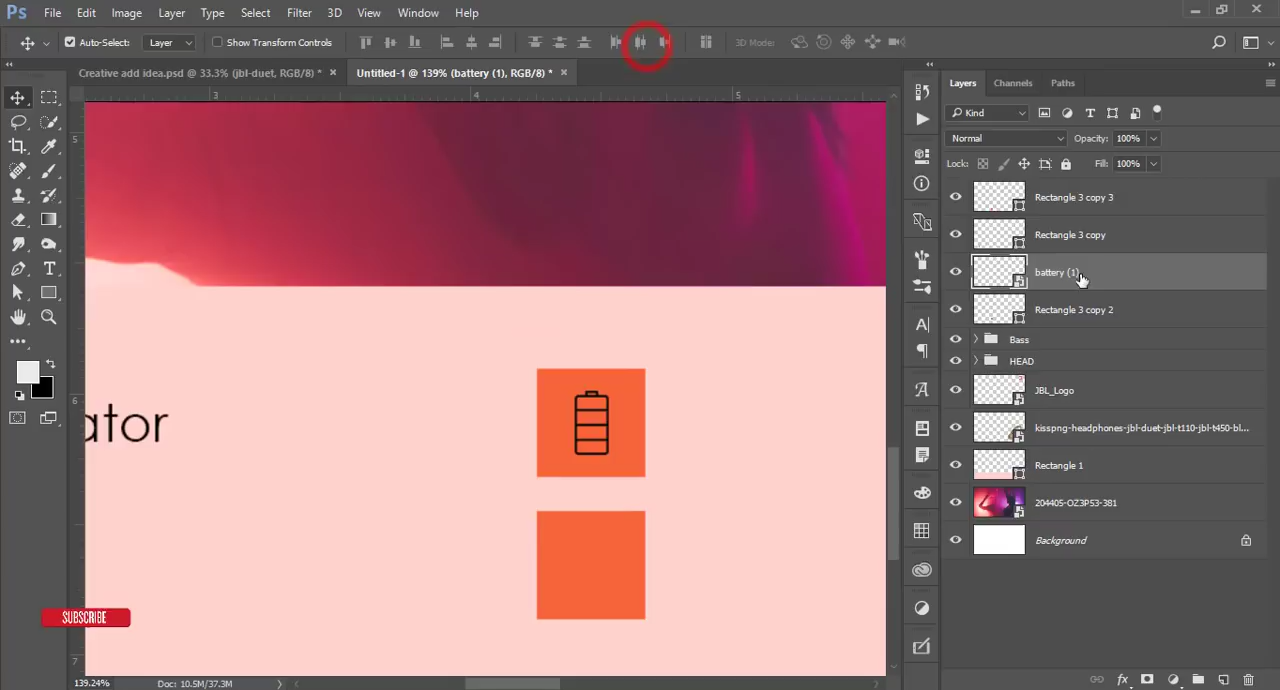 Ps File Edit Image Layer Type Select Filter 3D View Window Help
Auto-Select: Layer Show Transform Controls 3D Mode:
Creative add idea.psd @ 33.3% (jbl-duet, RGB/8) * × Untitled-1 @ 139% (battery (1), RGB/8) * ×
3 4 5
5
6
7
ator
SUBSCRIBE
139.24% Doc: 10.5M/37.3M
Layers Channels Paths
Kind
Normal Opacity: 100%
Lock: Fill: 100%
Rectangle 3 copy 3
Rectangle 3 copy
battery (1)
Rectangle 3 copy 2
Bass
HEAD
JBL_Logo
kisspng-headphones-jbl-duet-jbl-t110-jbl-t450-bl...
Rectangle 1
204405-OZ3P53-381
Background